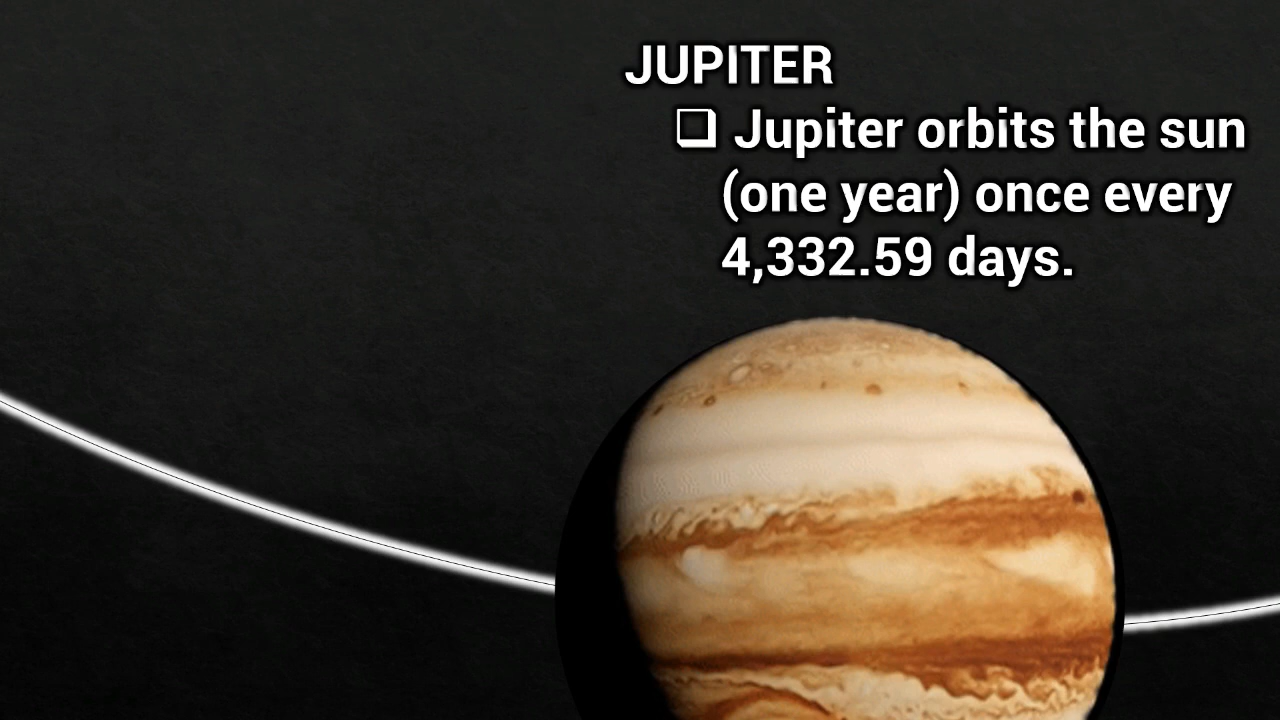 JUPITER
❑ Jupiter orbits the sun
(one year) once every
4,332.59 days.